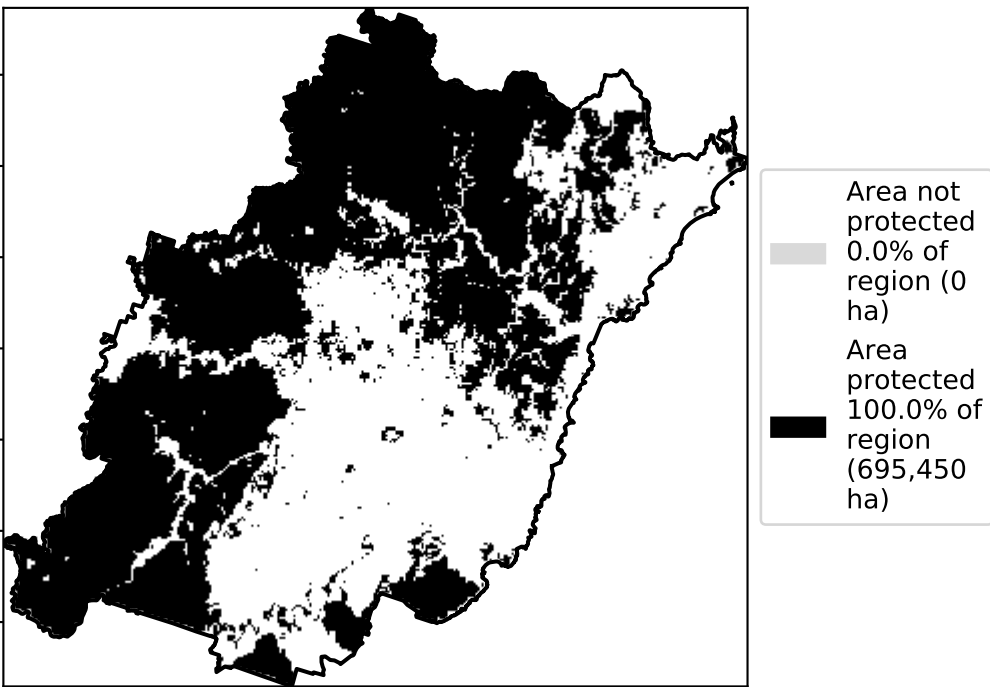 Area not
protected
0.0% of
region (0
ha)
Area
protected
100.0% of
region
(695,450
ha)